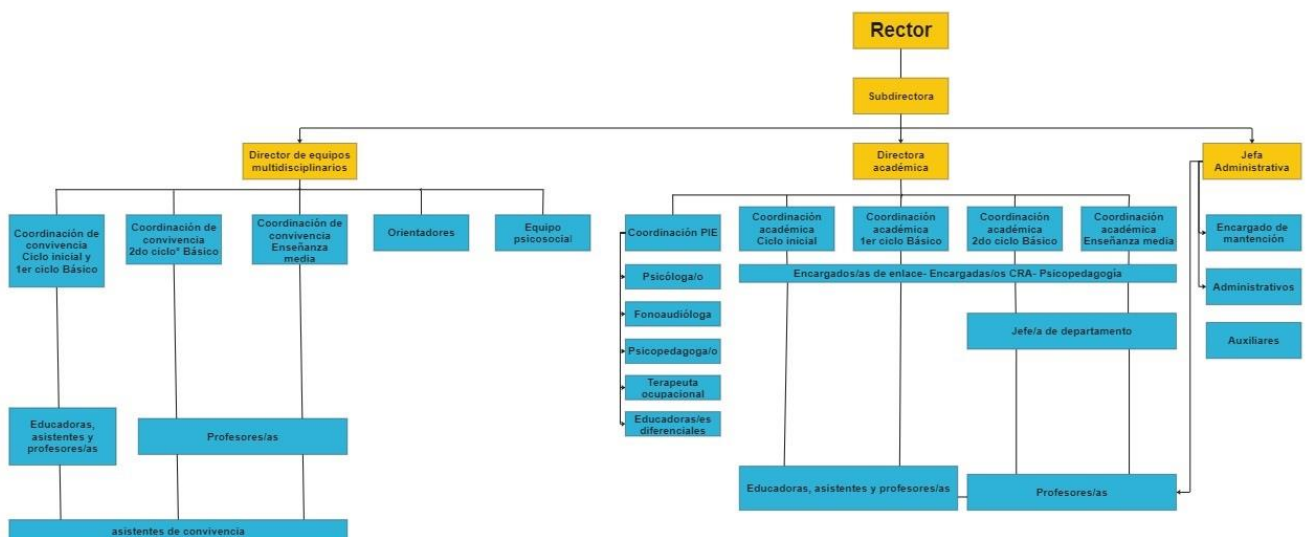 Rector
Subdirectora
Director de equipos
multidisciplinarios
Directora
académica
Jefa
Administrativa
Coordinación de
convivencia
Ciclo inicial y
1er ciclo Básico
Coordinación de
convivencia
2do ciclo* Básico
Coordinación de
convivencia
Enseñanza
media
Orientadores
Equipo
psicosocial
Coordinación PIE
Coordinación
académica
Ciclo inicial
Coordinación
académica
1er ciclo Básico
Coordinación
académica
2do ciclo Básico
Coordinación
académica
Enseñanza media
Encargado de
mantención
Encargados/as de enlace- Encargadas/os CRA- Psicopedagogía
Psicóloga/o
Administrativos
Fonoaudióloga
Jefe/a de departamento
Auxiliares
Psicopedagoga/o
Terapeuta
ocupacional
Educadoras/es
diferenciales
Educadoras,
asistentes y
profesores/as
Profesores/as
Educadoras, asistentes y profesores/as
Profesores/as
asistentes de convivencia